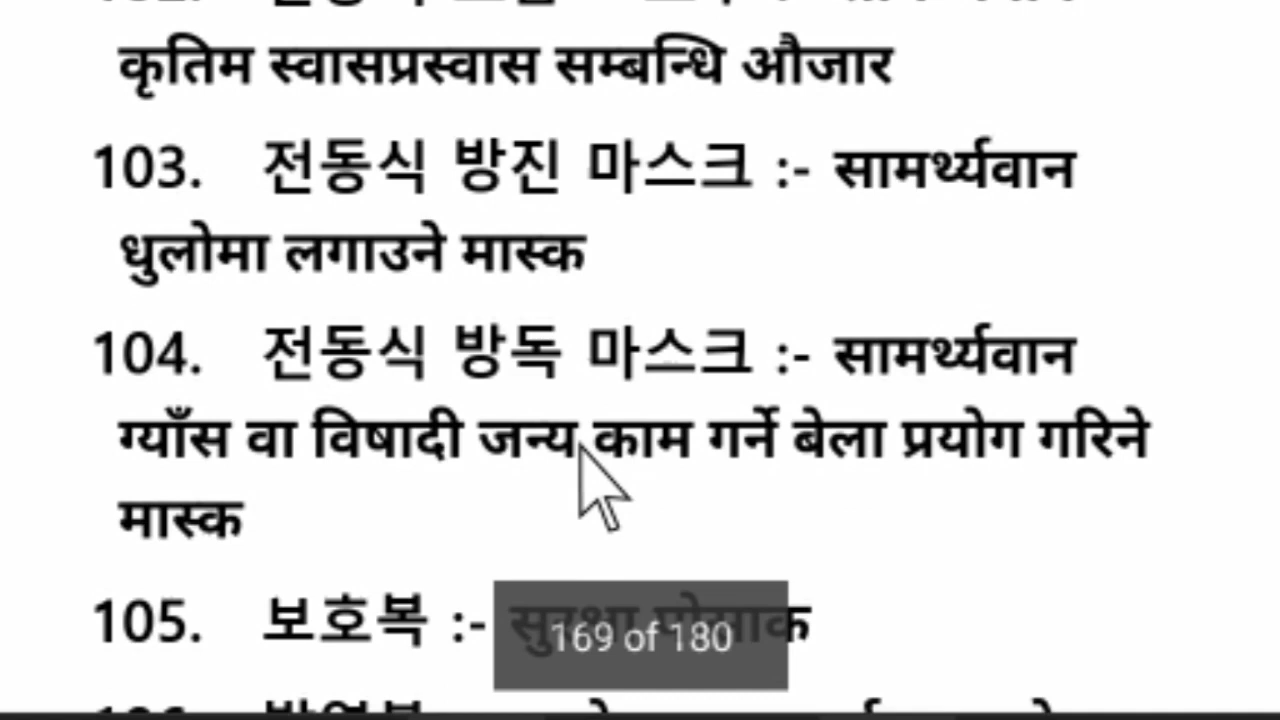 कृतिम स्वासप्रस्वास सम्बन्धि औजार
103. 전동식 방진 마스크 :- सामर्थ्यवान
धुलोमा लगाउने मास्क
104. 전동식 방독 마스크 :- सामर्थ्यवान
ग्याँस वा विषादी जन्य काम गर्ने बेला प्रयोग गरिने
मास्क
105. 보호복 :- सुरक्षा पोसाक
169 of 180